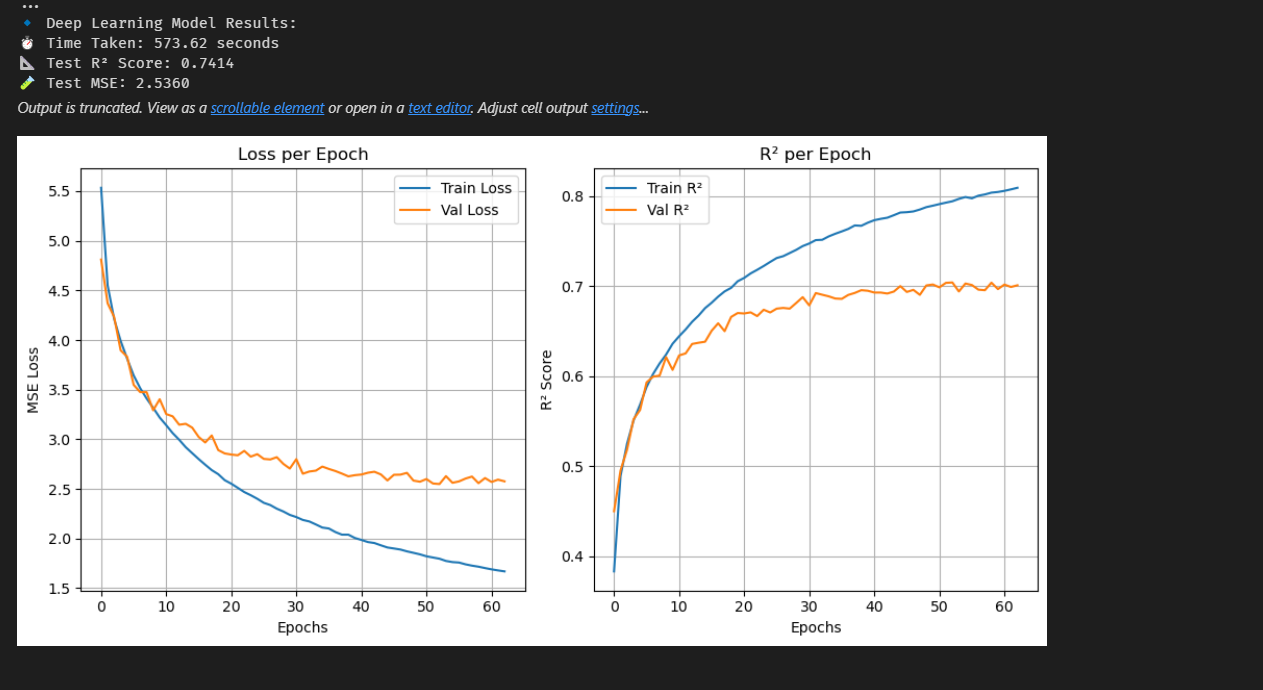 ...
🔹 Deep Learning Model Results:
⏱️ Time Taken: 573.62 seconds
📐 Test R² Score: 0.7414
🧪 Test MSE: 2.5360
Output is truncated. View as a scrollable element or open in a text editor. Adjust cell output settings...
Loss per Epoch
Train Loss
Val Loss
5.5
5.0
4.5
4.0
3.5
3.0
2.5
2.0
1.5
MSE Loss
0 10 20 30 40 50 60
Epochs
R² per Epoch
Train R²
Val R²
0.8
0.7
0.6
0.5
0.4
R² Score
0 10 20 30 40 50 60
Epochs